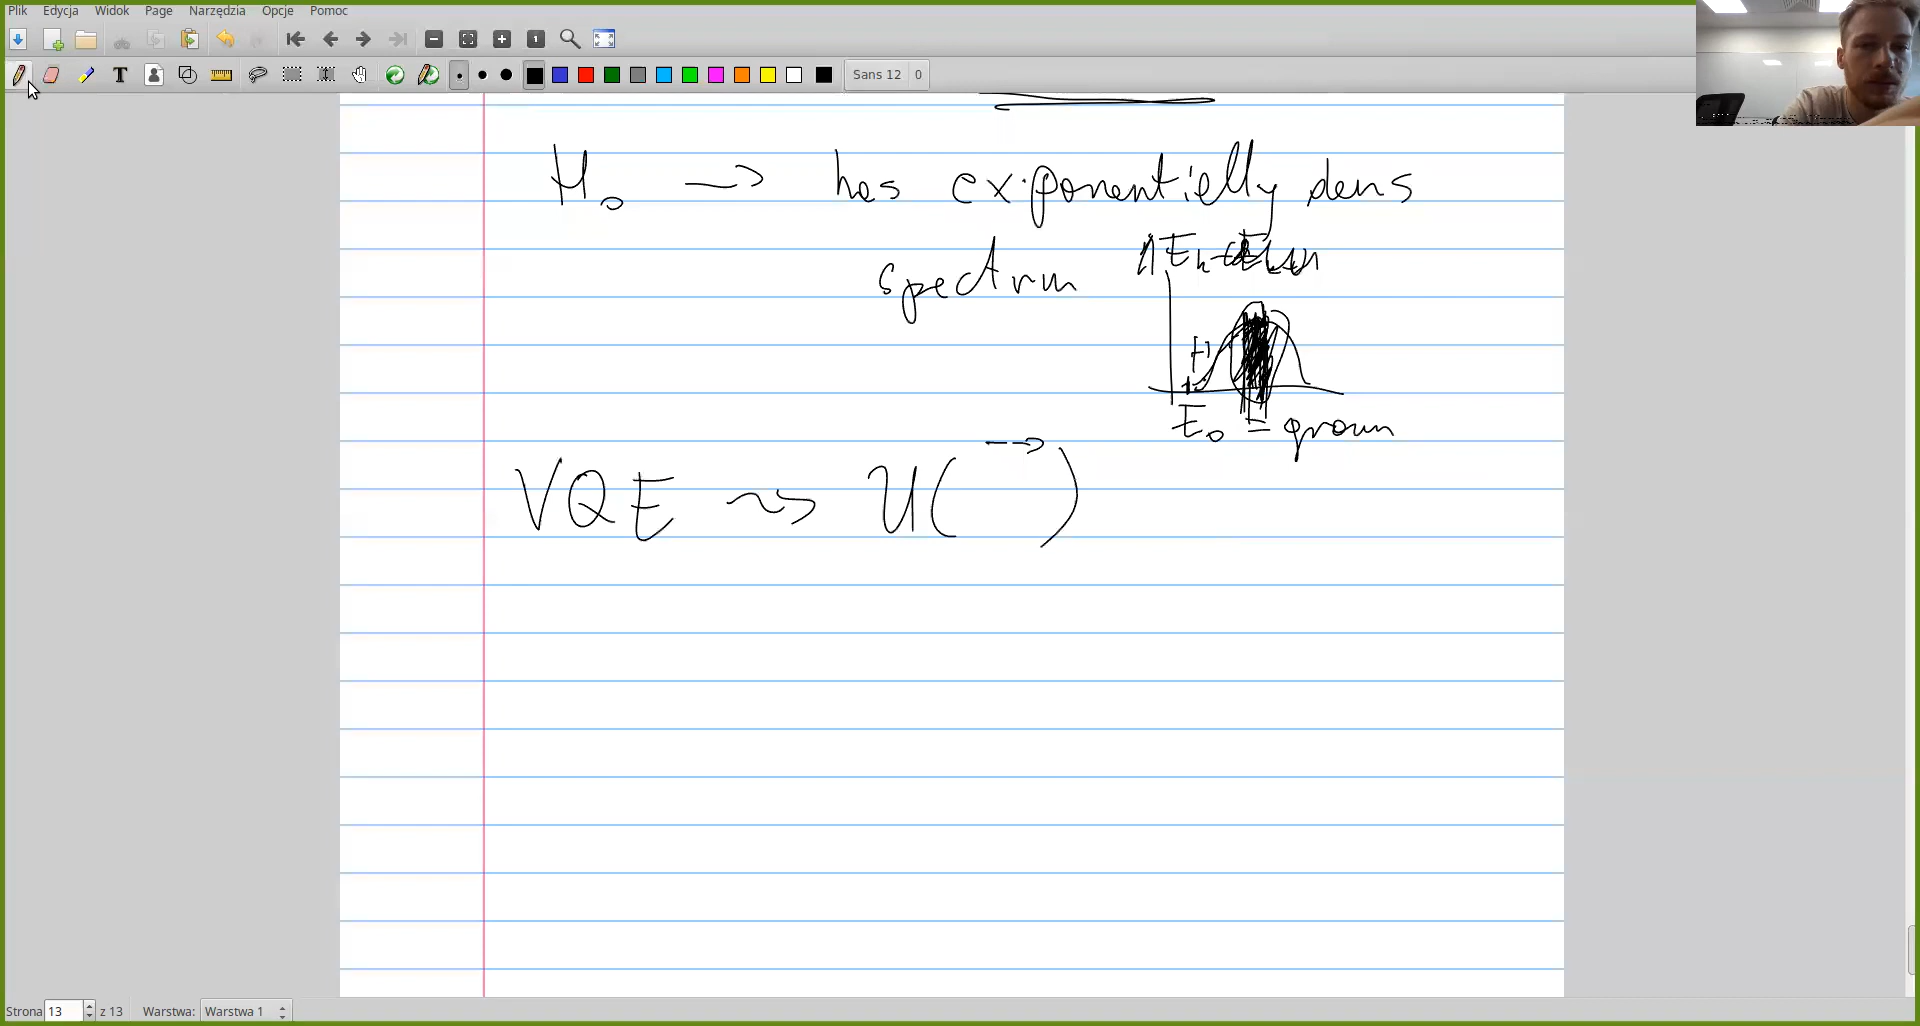 Plik Edycja Widok Page Narzędzia Opcje Pomoc
Sans 12 0
H₀ → has exponentielly dens
spectrum
E₀ = groun
VQE ~> U( → )
Strona 13 z 13 Warstwa: Warstwa 1